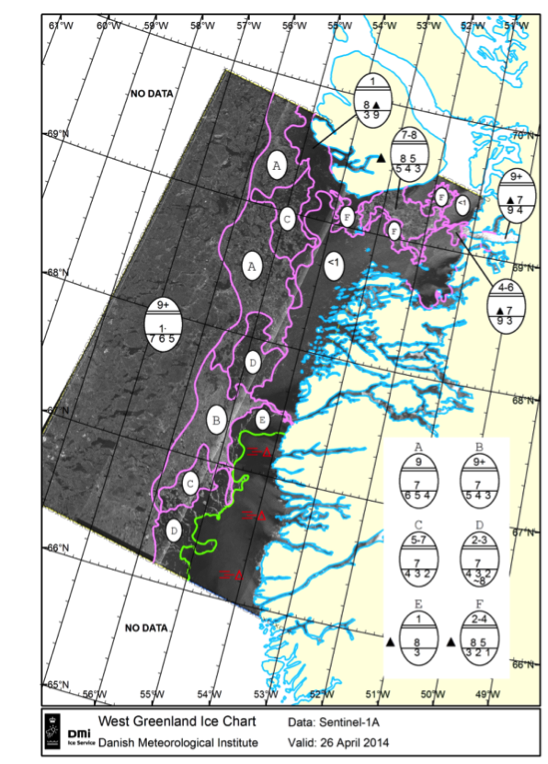 61°W 60°W 59°W 58°W 57°W 56°W 55°W 54°W 53°W 52°W 51°W
NO DATA
1
8▲
3 9
7-8
▲ 8 5
5 4 3
70°N
69°N
A
9+
▲7
9 4
F
<1
C
F
F
A
<1
69°N
68°N
4-6
▲7
9 3
9+
1·
7 6 5
D
68°N
67°N
B
E
A
9
7
6 5 4
B
9+
7
5 4 3
C
67°N
D
C
5-7
7
4 3 2
D
2-3
7
4 3 2
~8
66°N
E
▲ 1
8
3
F
▲ 2-4
8 5
3 2 1
NO DATA
66°N
65°N
56°W 55°W 54°W 53°W 52°W 51°W 50°W 49°W
DMi
Ice Service
West Greenland Ice Chart
Danish Meteorological Institute
Data: Sentinel-1A
Valid: 26 April 2014